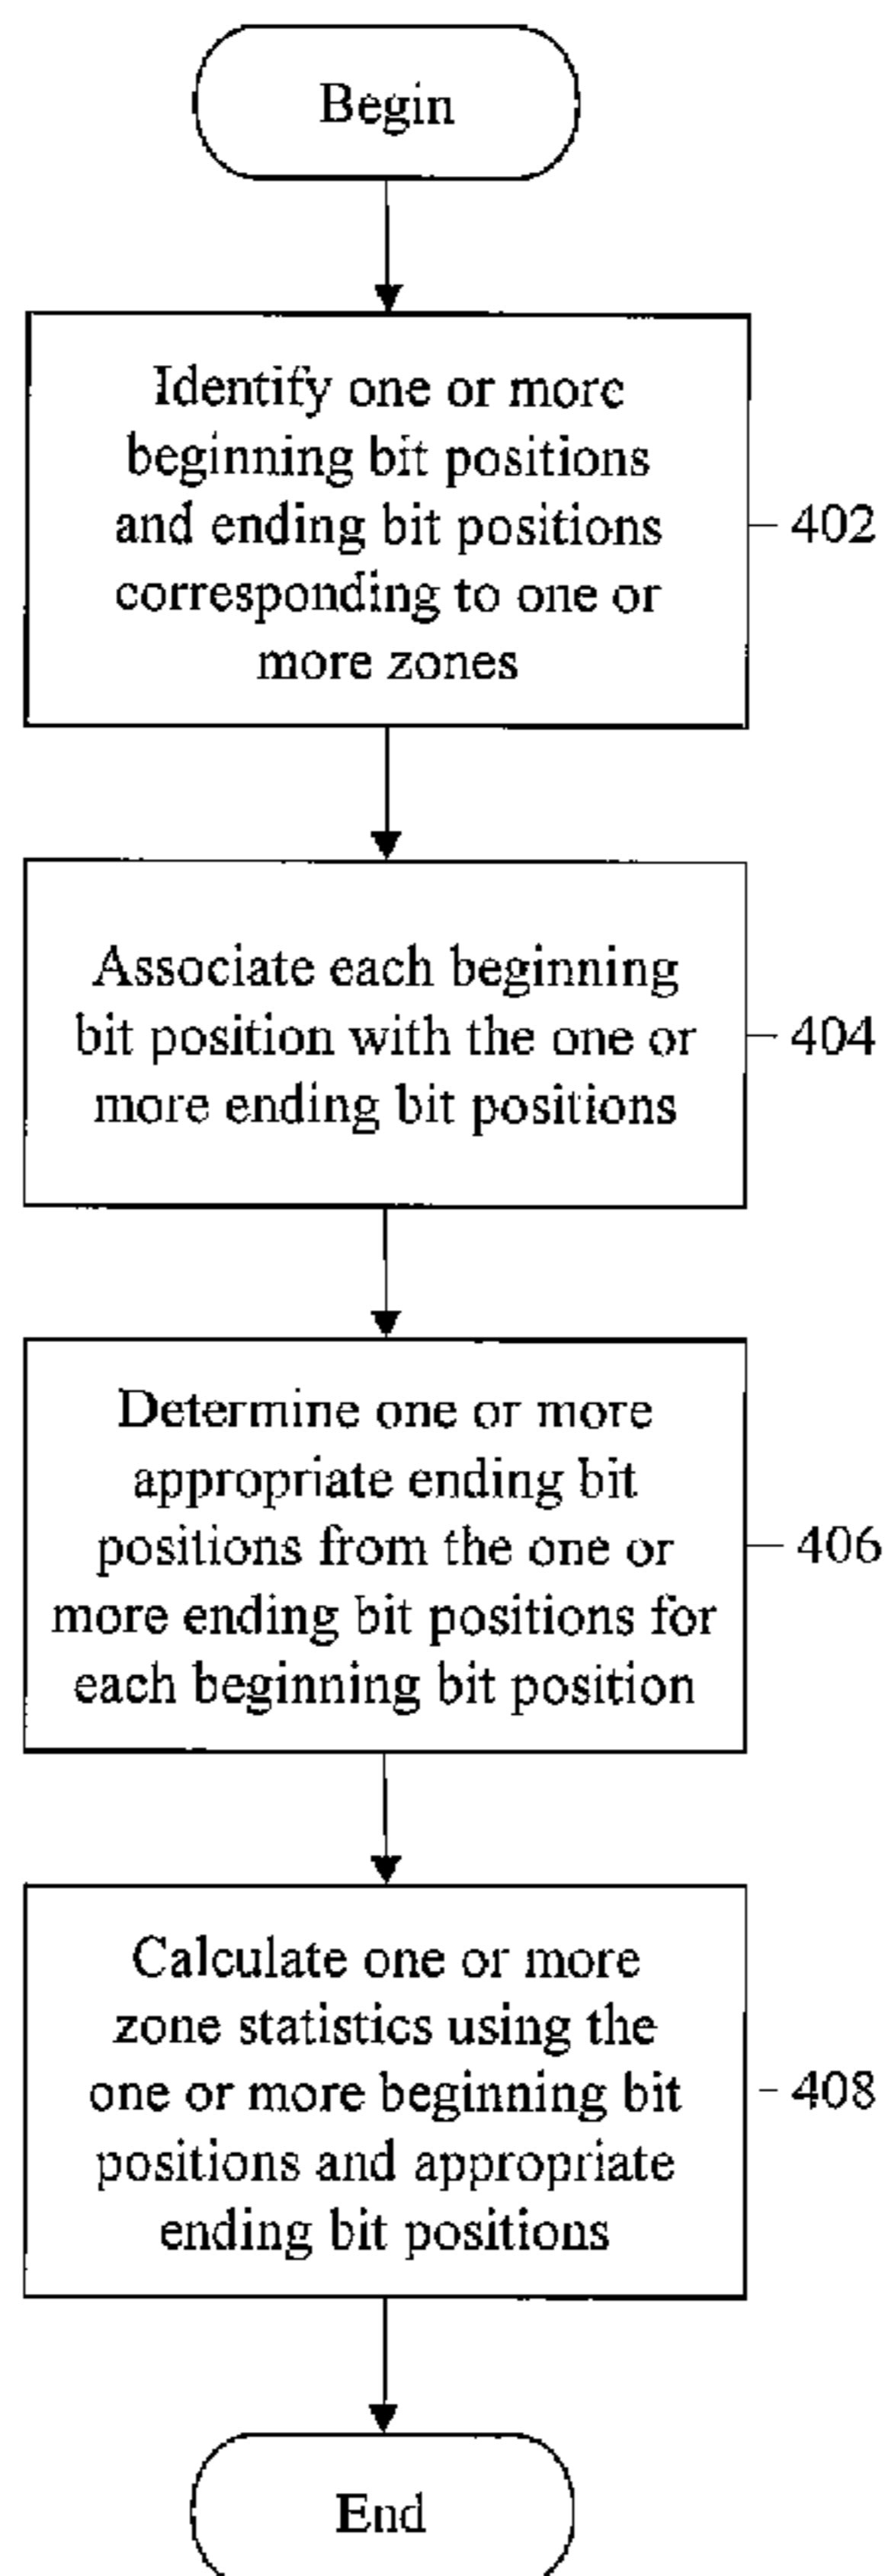 Begin
Identify one or more
beginning bit positions
and ending bit positions
corresponding to one or
more zones
402
Associate each beginning
bit position with the one or
more ending bit positions
404
Determine one or more
appropriate ending bit
positions from the one or
more ending bit positions for
each beginning bit position
406
Calculate one or more
zone statistics using the
one or more beginning bit
positions and appropriate
ending bit positions
408
End